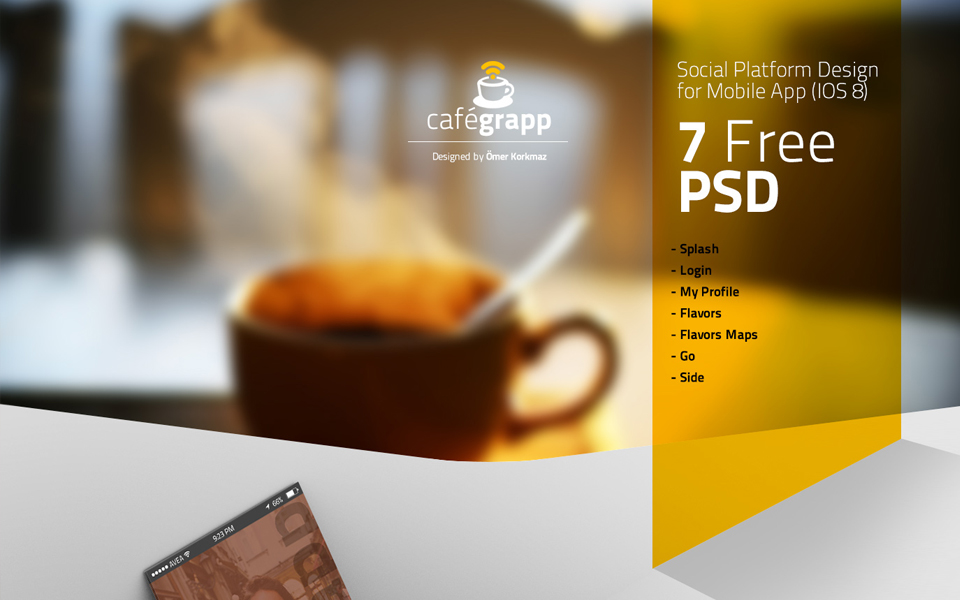 cafégrapp
Designed by Ömer Korkmaz
Social Platform Design
for Mobile App (IOS 8)
7 Free
PSD
- Splash
- Login
- My Profile
- Flavors
- Flavors Maps
- Go
- Side
AVEA 9:23 PM 66%